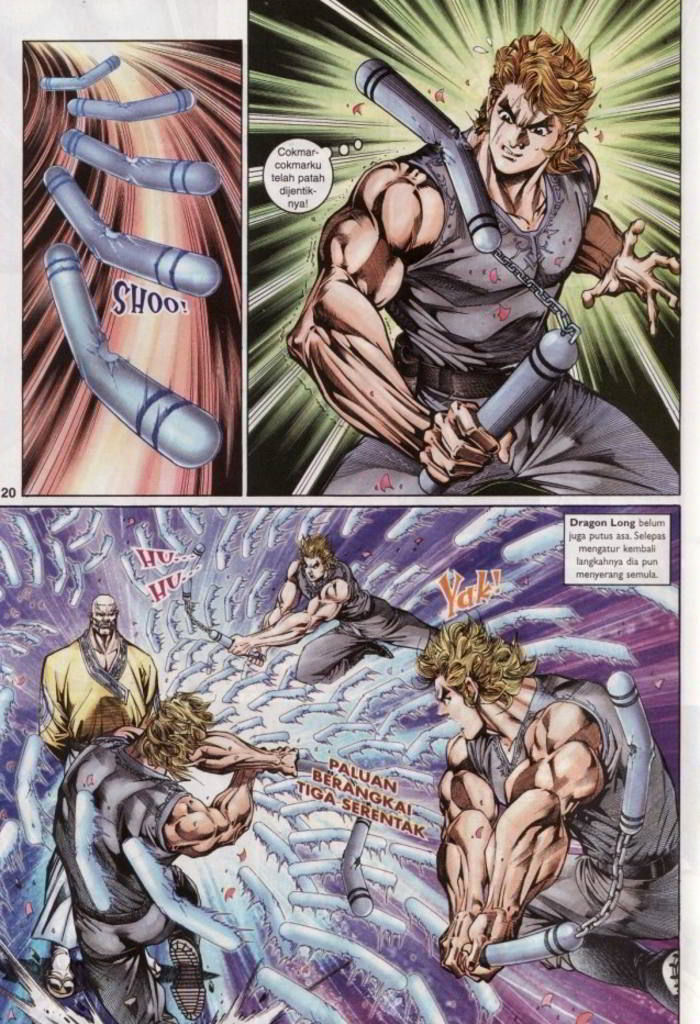 SHOO!
Cokmar-
cokmarku
telah patah
dijentik-
nya!
20
Dragon Long belum
juga putus asa. Selepas
mengatur kembali
langkahnya dia pun
menyerang semula.
HU...
HU...
Yak!
PALUAN
BERANGKAI
TIGA SERENTAK